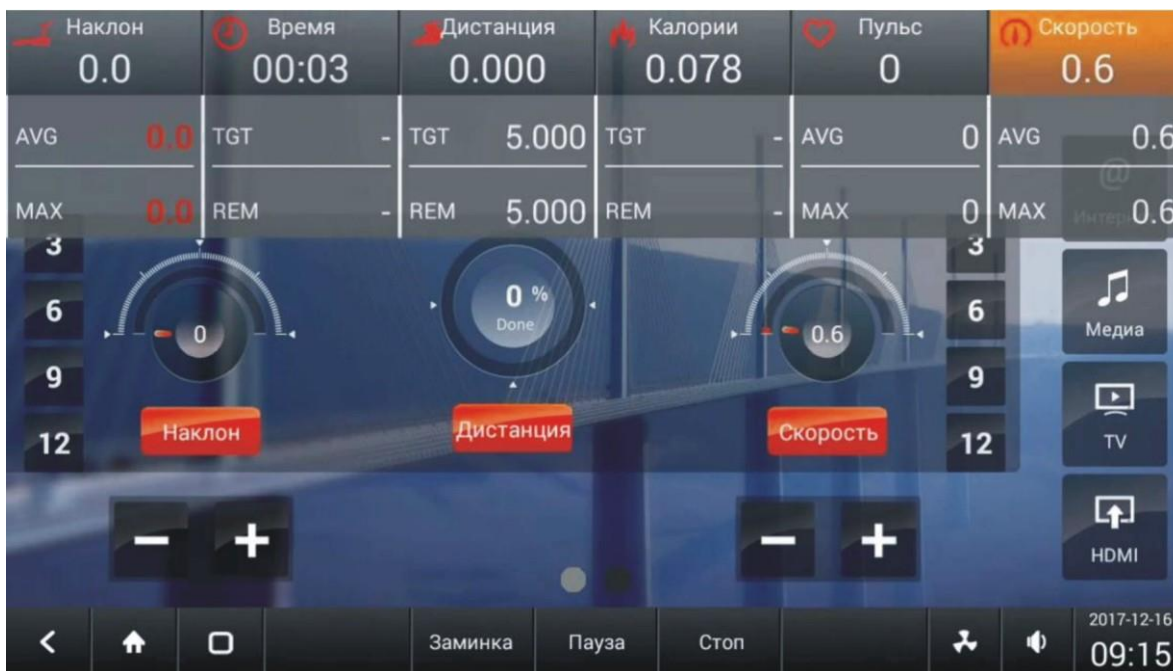 Наклон Время Дистанция Калории Пульс Скорость
0.0 00:03 0.000 0.078 0 0.6
AVG 0.0 TGT - TGT 5.000 TGT - AVG 0 AVG 0.6
MAX 0.0 REM - REM 5.000 REM - MAX 0 MAX 0.6
3 3
6 0 % 6 Медиа
0 Done 0.6
9 9
Наклон Дистанция Скорость
12 12 TV
HDMI
Заминка Пауза Стоп
2017-12-16
09:15